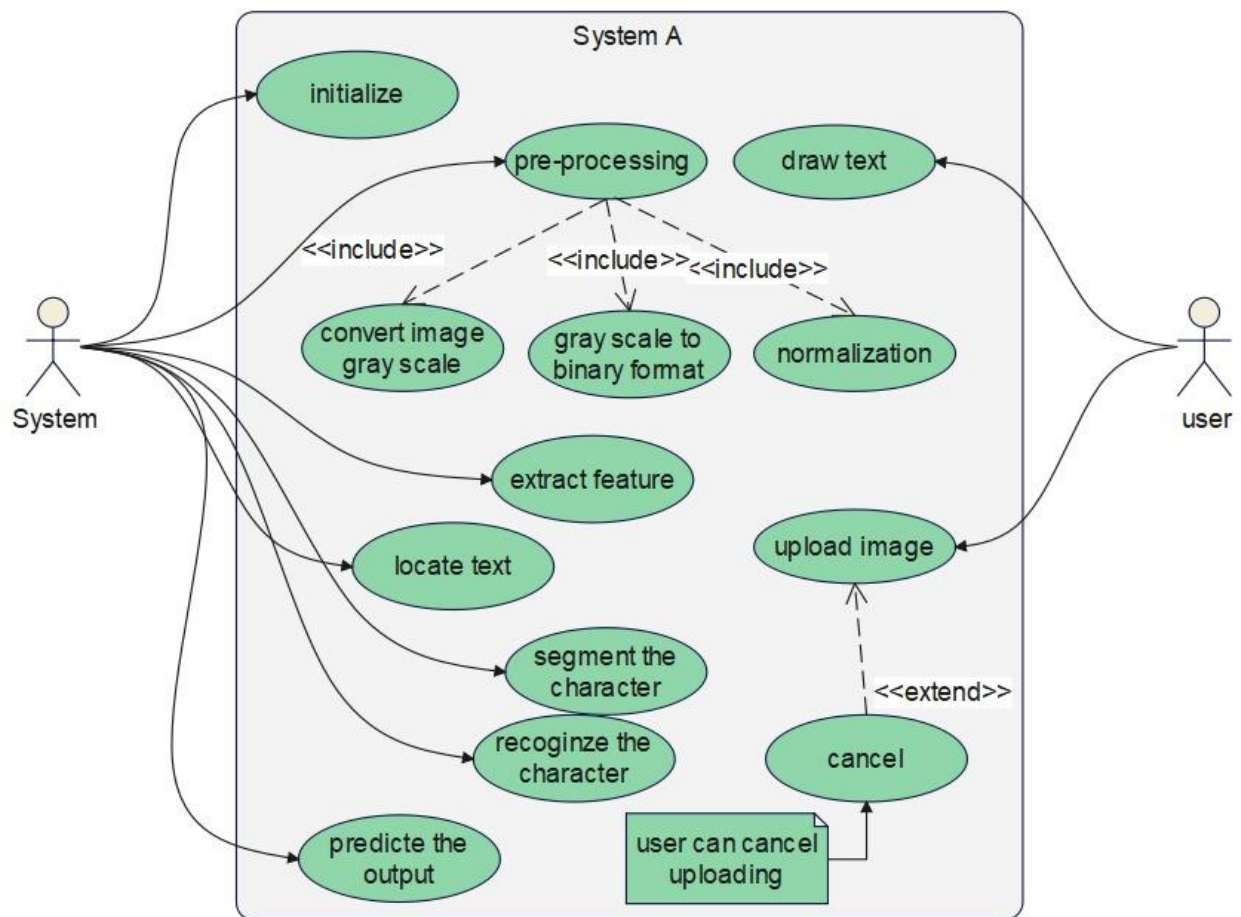 System A
initialize
pre-processing
draw text
<<include>>
<<include>>
<<include>>
convert image
gray scale
gray scale to
binary format
normalization
System
user
extract feature
upload image
locate text
segment the
character
<<extend>>
recoginze the
character
cancel
predicte the
output
user can cancel
uploading